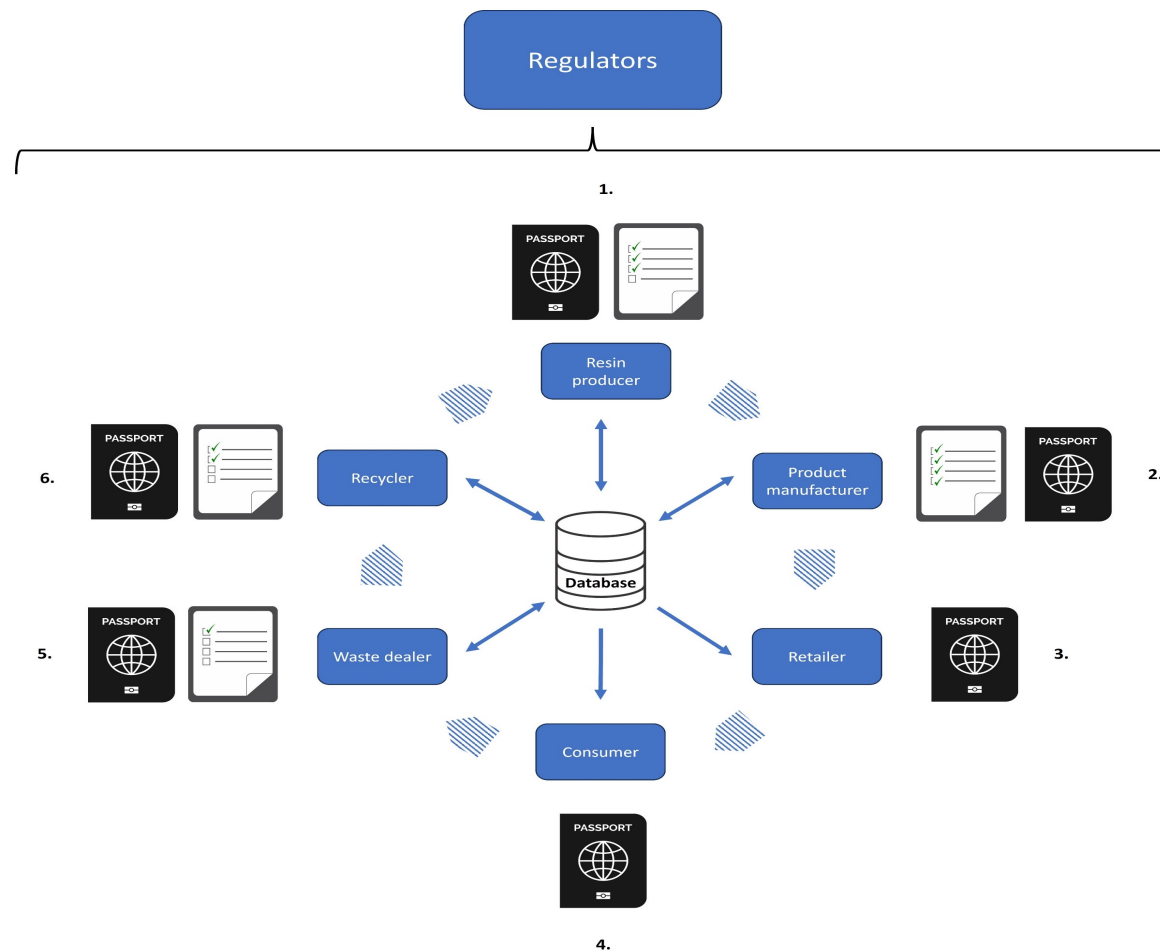 Regulators
1.
PASSPORT
Resin
producer
PASSPORT
Recycler
Product
manufacturer
PASSPORT
6.
2.
Database
PASSPORT
Waste dealer
Retailer
PASSPORT
5.
3.
Consumer
PASSPORT
4.